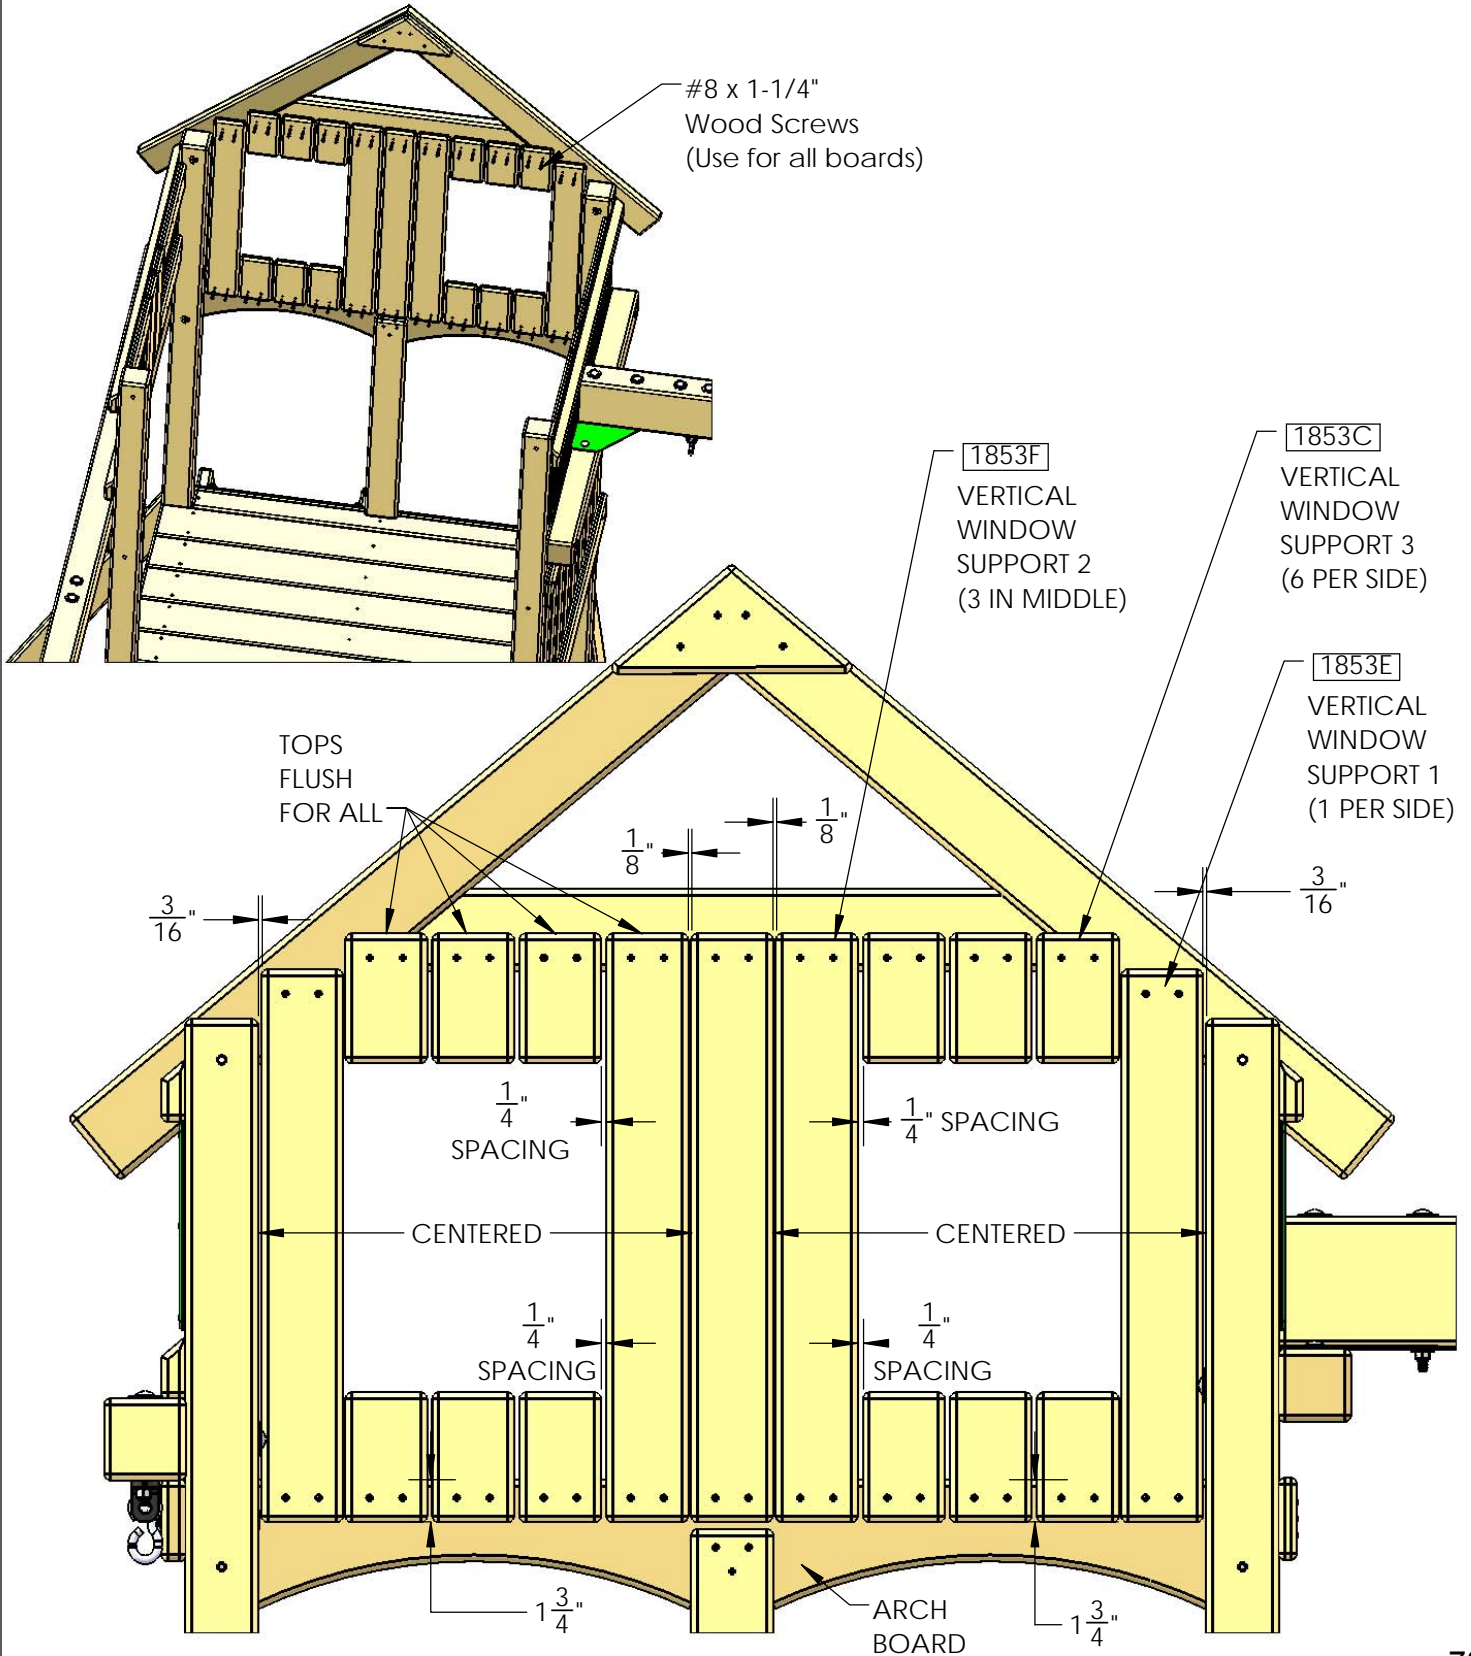 #8 x 1-1/4"
Wood Screws
(Use for all boards)
1853F
VERTICAL
WINDOW
SUPPORT 2
(3 IN MIDDLE)
1853C
VERTICAL
WINDOW
SUPPORT 3
(6 PER SIDE)
1853E
VERTICAL
WINDOW
SUPPORT 1
(1 PER SIDE)
TOPS
FLUSH
FOR ALL
1/8"
1/8"
3/16"
3/16"
1/4"
SPACING
1/4" SPACING
CENTERED
CENTERED
1/4"
SPACING
1/4"
SPACING
1 3/4"
1 3/4"
ARCH
BOARD